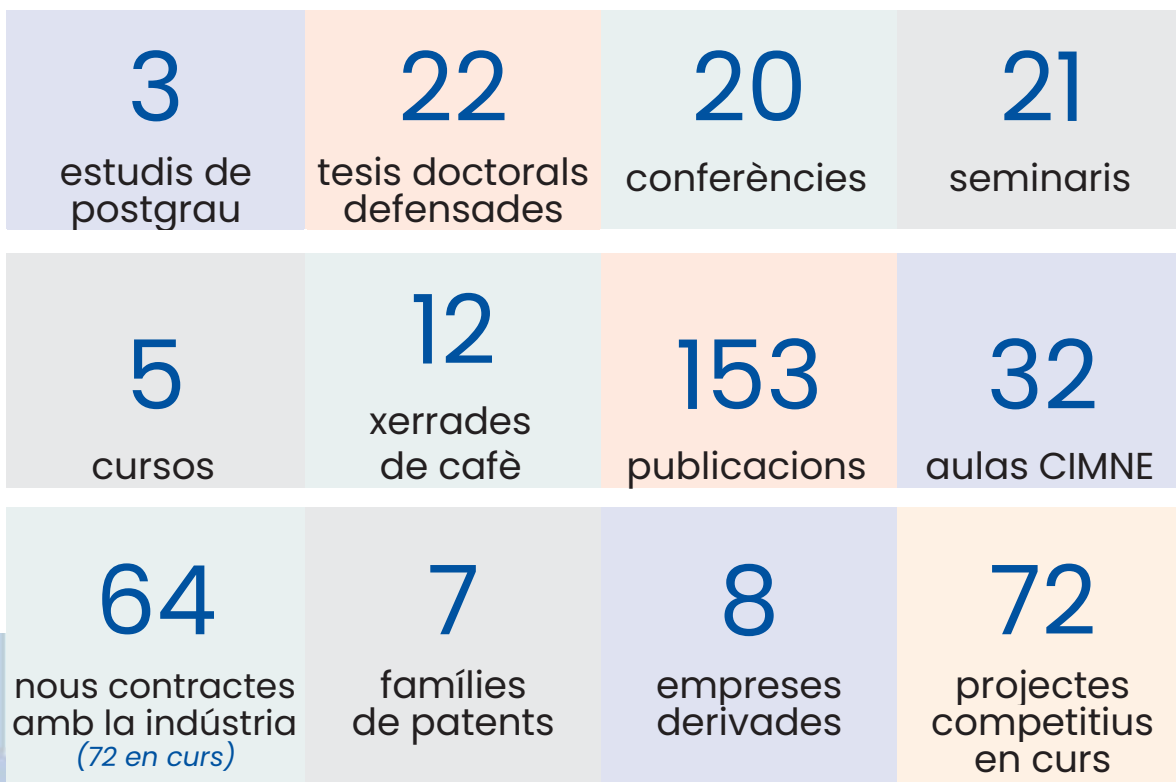 3
estudis de
postgrau
22
tesis doctorals
defensades
20
conferències
21
seminaris
5
cursos
12
xerrades
de cafè
153
publicacions
32
aulas CIMNE
64
nous contractes
amb la indústria
(72 en curs)
7
famílies
de patents
8
empreses
derivades
72
projectes
competitius
en curs